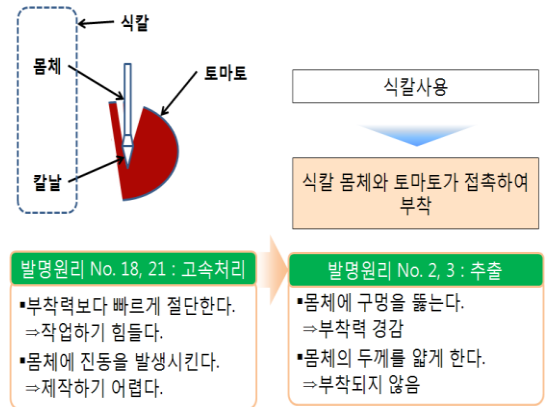 식칼
몸체
토마토
칼날
식칼사용
식칼 몸체와 토마토가 접촉하여
부착
발명원리 No. 18, 21 : 고속처리
▪부착력보다 빠르게 절단한다.
⇒작업하기 힘들다.
▪몸체에 진동을 발생시킨다.
⇒제작하기 어렵다.
발명원리 No. 2, 3 : 추출
▪몸체에 구멍을 뚫는다.
⇒부착력 경감
▪몸체의 두께를 얇게 한다.
⇒부착되지 않음